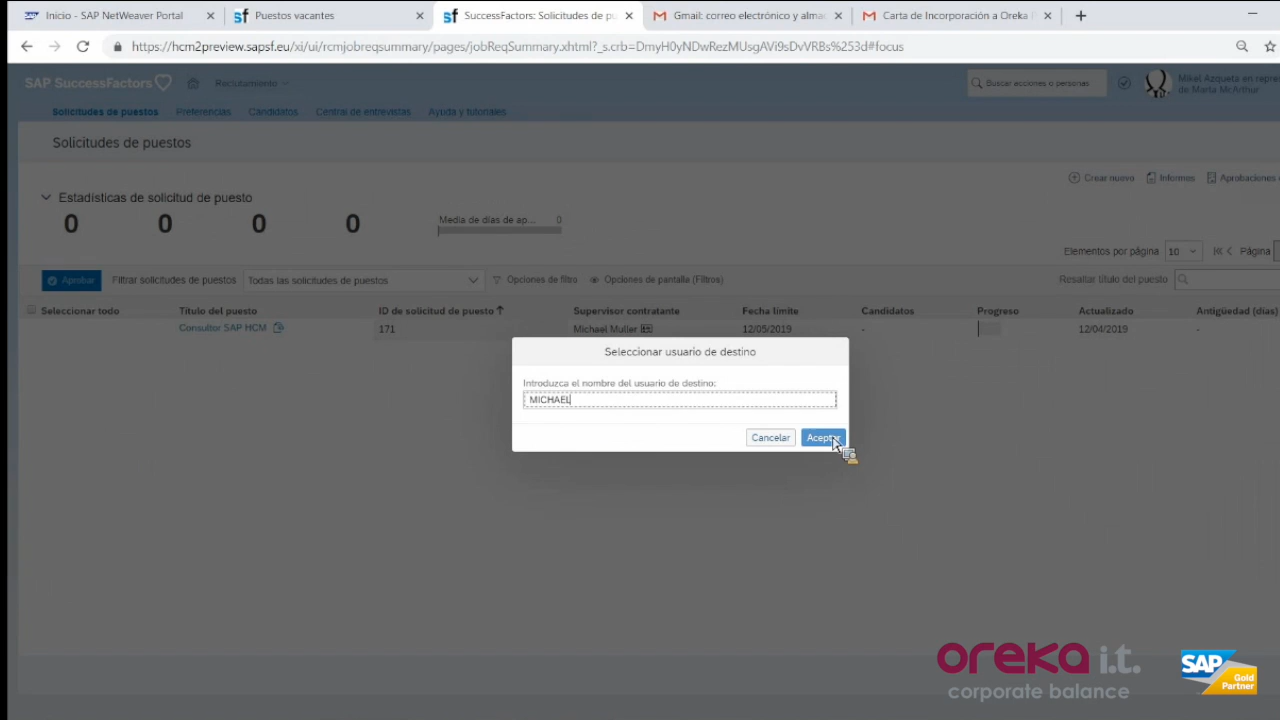 Inicio - SAP NetWeaver Portal
Puestos vacantes
SuccessFactors: Solicitudes de pu
Gmail: correo electrónico y alma
Carta de Incorporación a Oreka I
https://hcm2preview.sapsf.eu/xi/ui/rcmjobreqsummary/pages/jobReqSummary.xhtml?_s.crb=DmyH0yNDwRezMUsgAVi9sDvVRBs%253d#focus
SAP SuccessFactors
Reclutamiento
Buscar acciones o personas
Mikel Azqueta en repre
de Marta McArthur
Solicitudes de puestos
Preferencias
Candidatos
Central de entrevistas
Ayuda y tutoriales
Solicitudes de puestos
Crear nuevo
Informes
Aprobaciones
Estadísticas de solicitud de puesto
0 0 0 0
Media de días de ap... 0
Elementos por página 10 Página
Aprobar
Filtrar solicitudes de puestos
Todas las solicitudes de puestos
Opciones de filtro
Opciones de pantalla (Filtros)
Resaltar título del puesto
Seleccionar todo Título del puesto ID de solicitud de puesto Supervisor contratante Fecha límite Candidatos Progreso Actualizado Antigüedad (días)
Consultor SAP HCM 171 Michael Muller 12/05/2019 - 12/04/2019 -
Seleccionar usuario de destino
Introduzca el nombre del usuario de destino:
MICHAEL
Cancelar
Aceptar
oreka i.t.
corporate balance
SAP
Gold
Partner